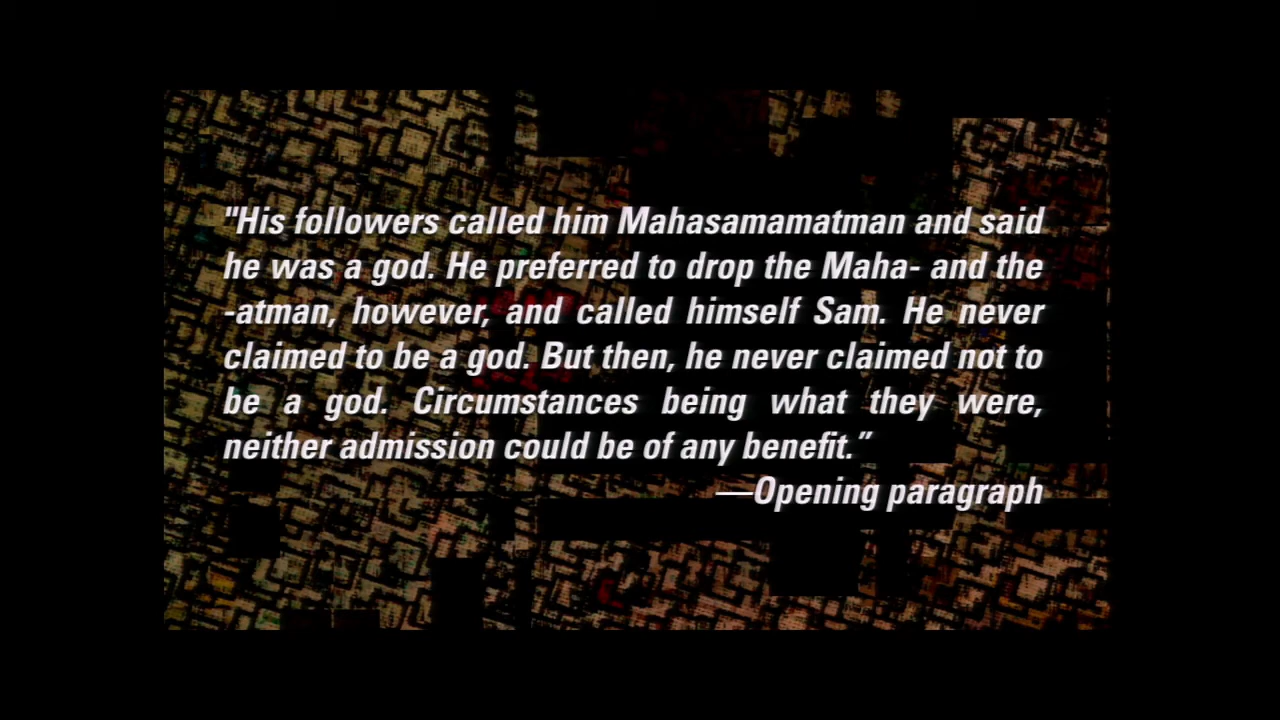 "His followers called him Mahasamamatman and said
he was a god. He preferred to drop the Maha- and the
-atman, however, and called himself Sam. He never
claimed to be a god. But then, he never claimed not to
be a god. Circumstances being what they were,
neither admission could be of any benefit.”
—Opening paragraph